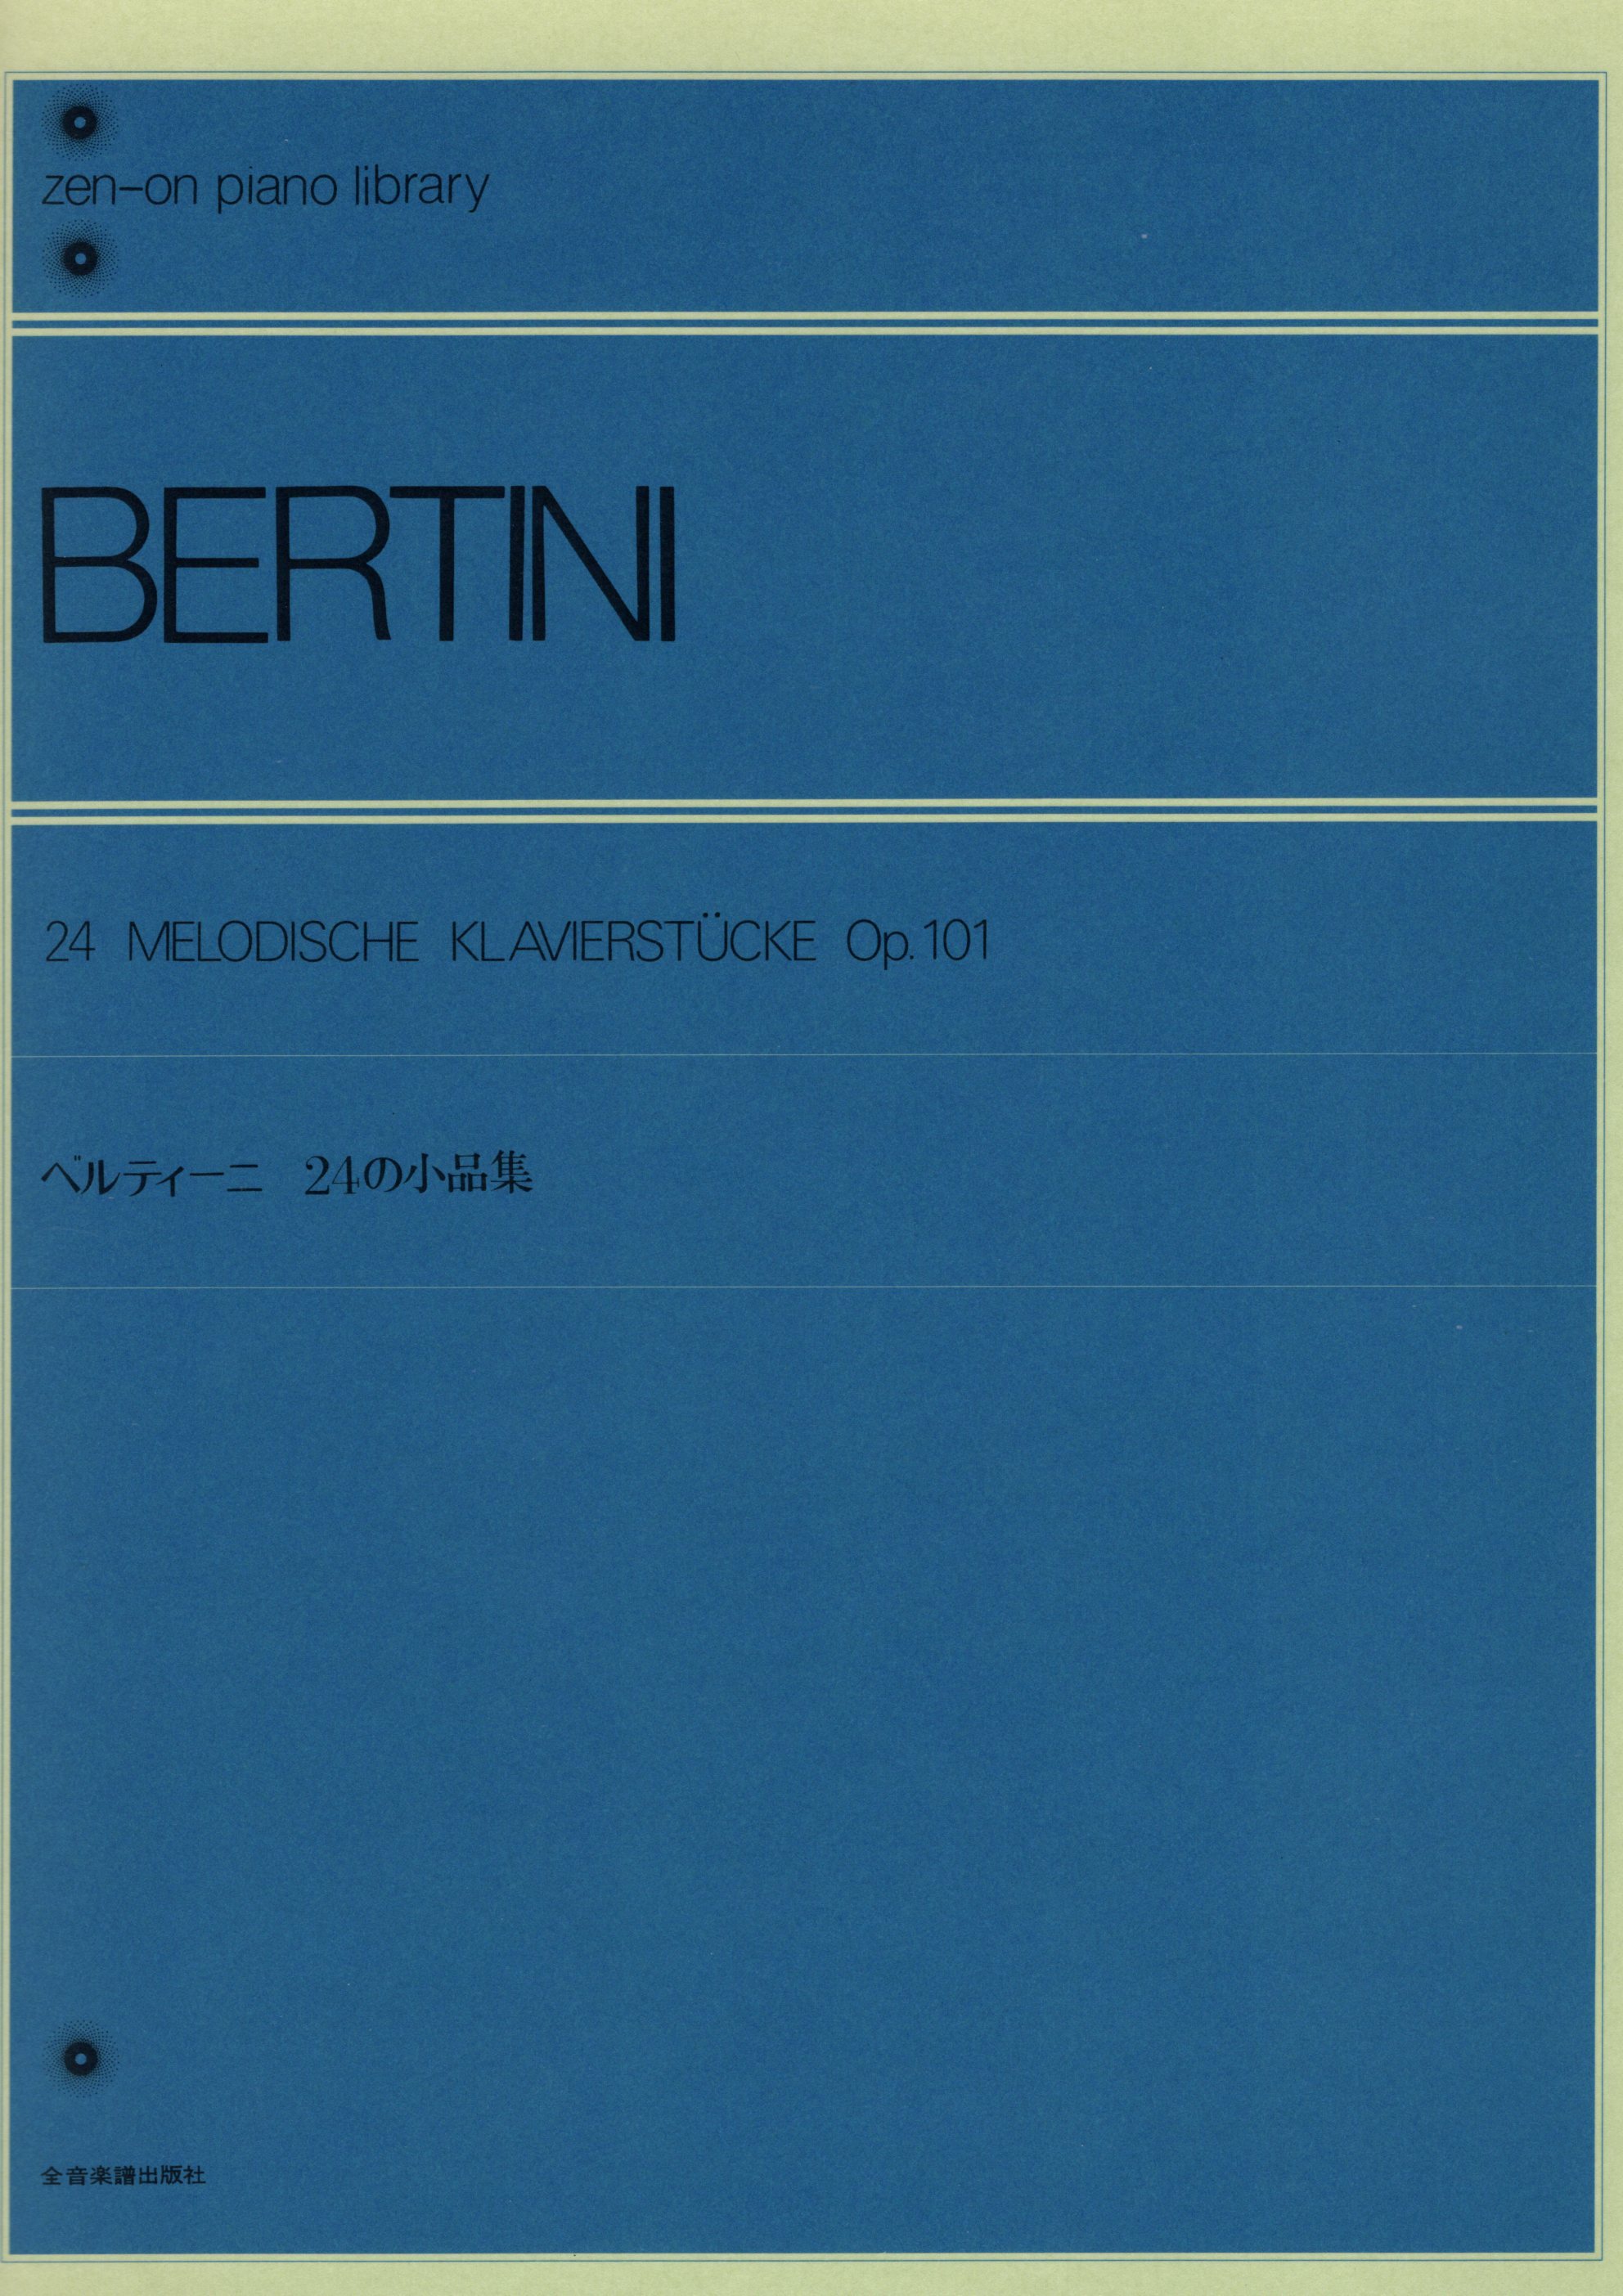 zen-on piano library
BERTINI
24 MELODISCHE KLAVIERSTÜCKE Op.101
ベルティーニ 24の小品集
全音楽譜出版社